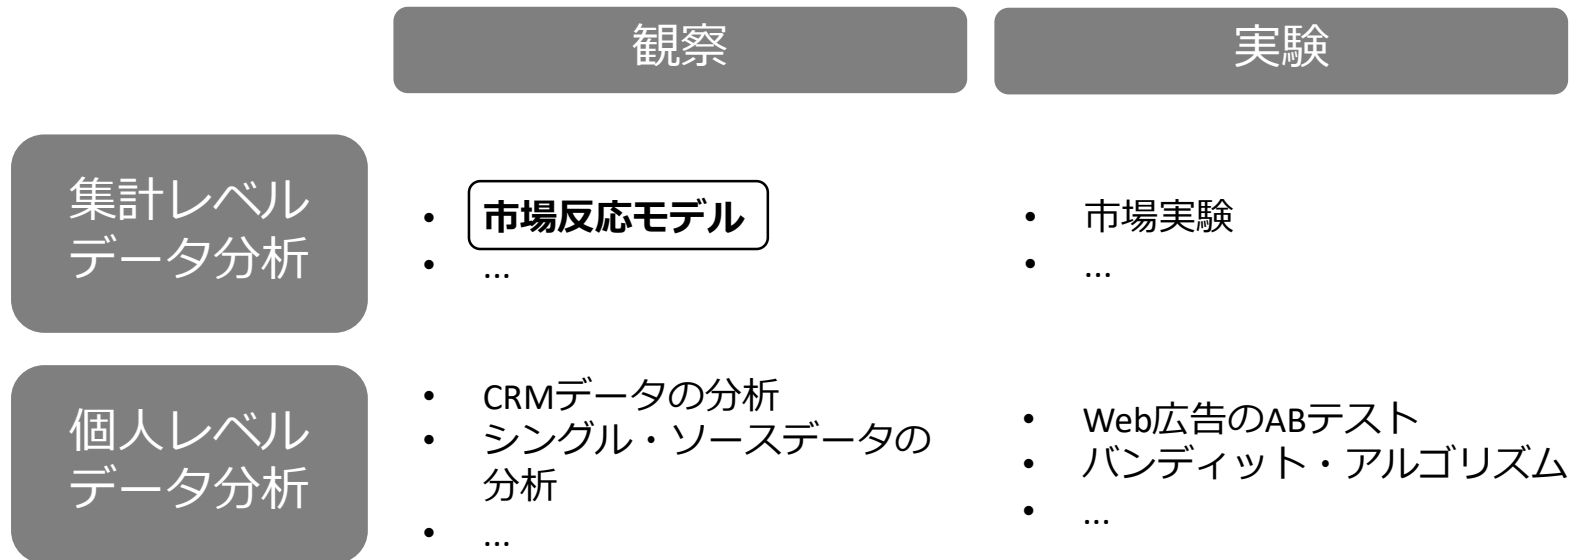 観察
実験
集計レベル
データ分析
• 市場反応モデル
• ...
• 市場実験
• ...
個人レベル
データ分析
• CRMデータの分析
• シングル・ソースデータの
分析
• ...
• Web広告のABテスト
• バンディット・アルゴリズム
• ...